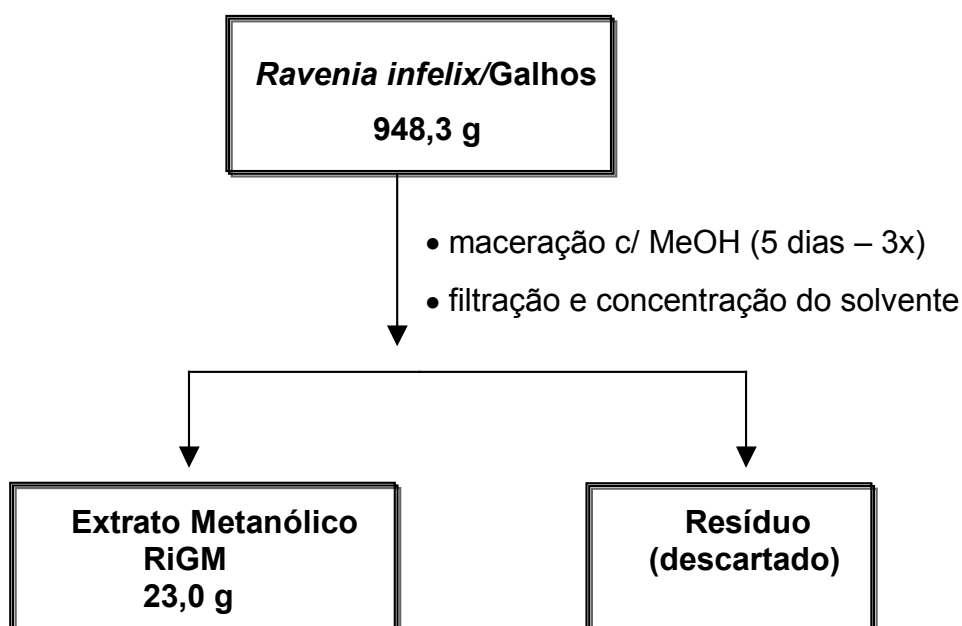 Ravenia infelix/Galhos
948,3 g
• maceração c/ MeOH (5 dias – 3x)
• filtração e concentração do solvente
Extrato Metanólico
RiGM
23,0 g
Resíduo
(descartado)